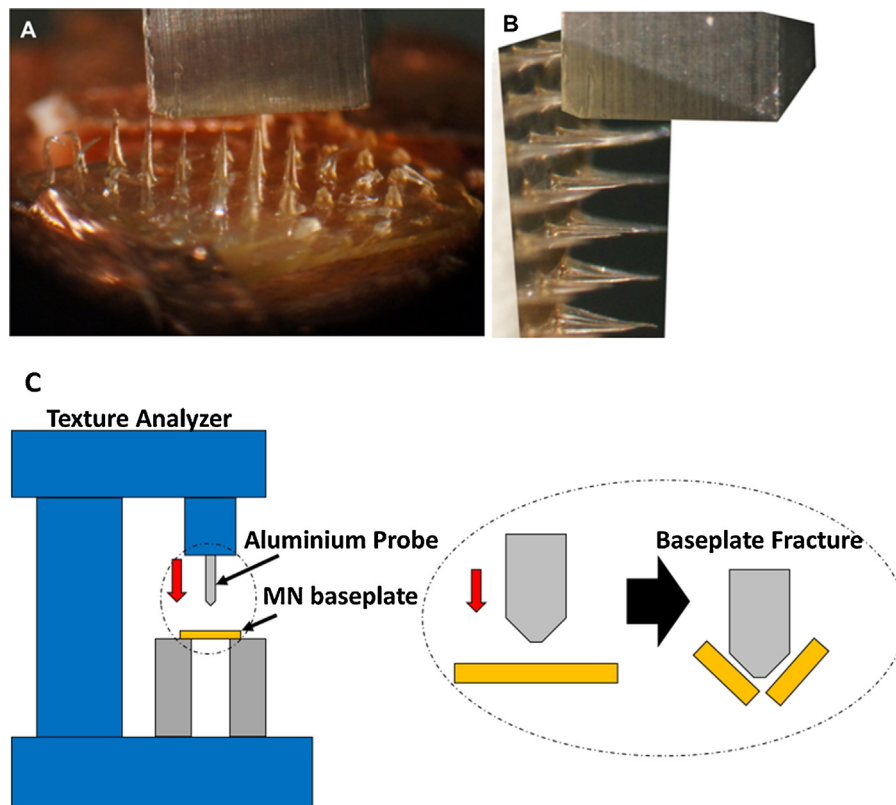 A
B
C
Texture Analyzer
Aluminium Probe
MN baseplate
Baseplate Fracture